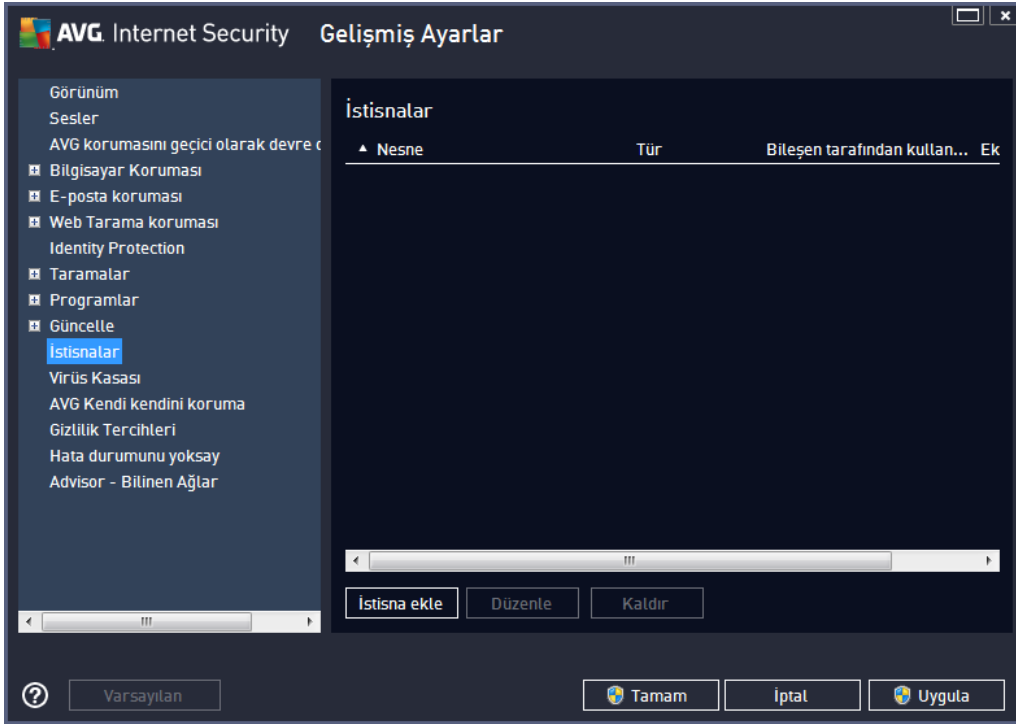 AVG. Internet Security Gelişmiş Ayarlar
Görünüm
Sesler
AVG korumasını geçici olarak devre
Bilgisayar Koruması
E-posta koruması
Web Tarama koruması
Identity Protection
Taramalar
Programlar
Güncelle
İstisnalar
Virüs Kasası
AVG Kendi kendini koruma
Gizlilik Tercihleri
Hata durumunu yoksay
Advisor - Bilinen Ağlar
İstisnalar
Nesne Tür Bileşen tarafından kullan... Ek
İstisna ekle Düzenle Kaldır
Varsayılan Tamam İptal Uygula